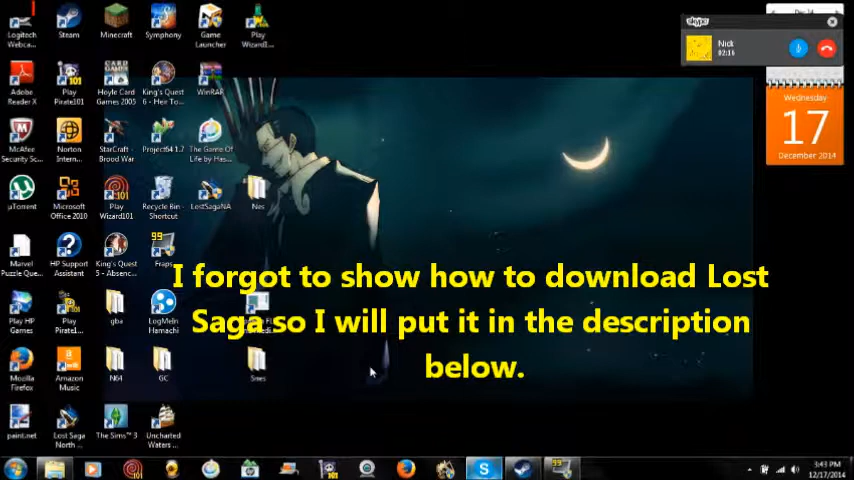 Logitech Webca...
Steam
Minecraft
Symphony
Game Launcher
Play Wizard1...
Adobe Reader X
Play Pirate101
Hoyle Card Games 2005
King's Quest 6 - Heir To...
WinRAR
McAfee Security Sc...
Norton Intern...
StarCraft - Brood War
Project64 1.7
The Game Of Life by Has...
µTorrent
Microsoft Office 2010
Play Wizard101
Recycle Bin - Shortcut
LostSagaNA
Nes
Marvel Puzzle Que...
HP Support Assistant
King's Quest 5 - Absenc...
Fraps
Play HP Games
Play Pirate1...
gba
LogMeIn Hamachi
Mozilla Firefox
Amazon Music
N64
GC
Snes
paint.net
Lost Saga North ...
The Sims™ 3
Uncharted Waters ...
skype
Nick
02:16
Wednesday
17
December 2014
I forgot to show how to download Lost
Saga so I will put it in the description
below.
3:43 PM
12/17/2014